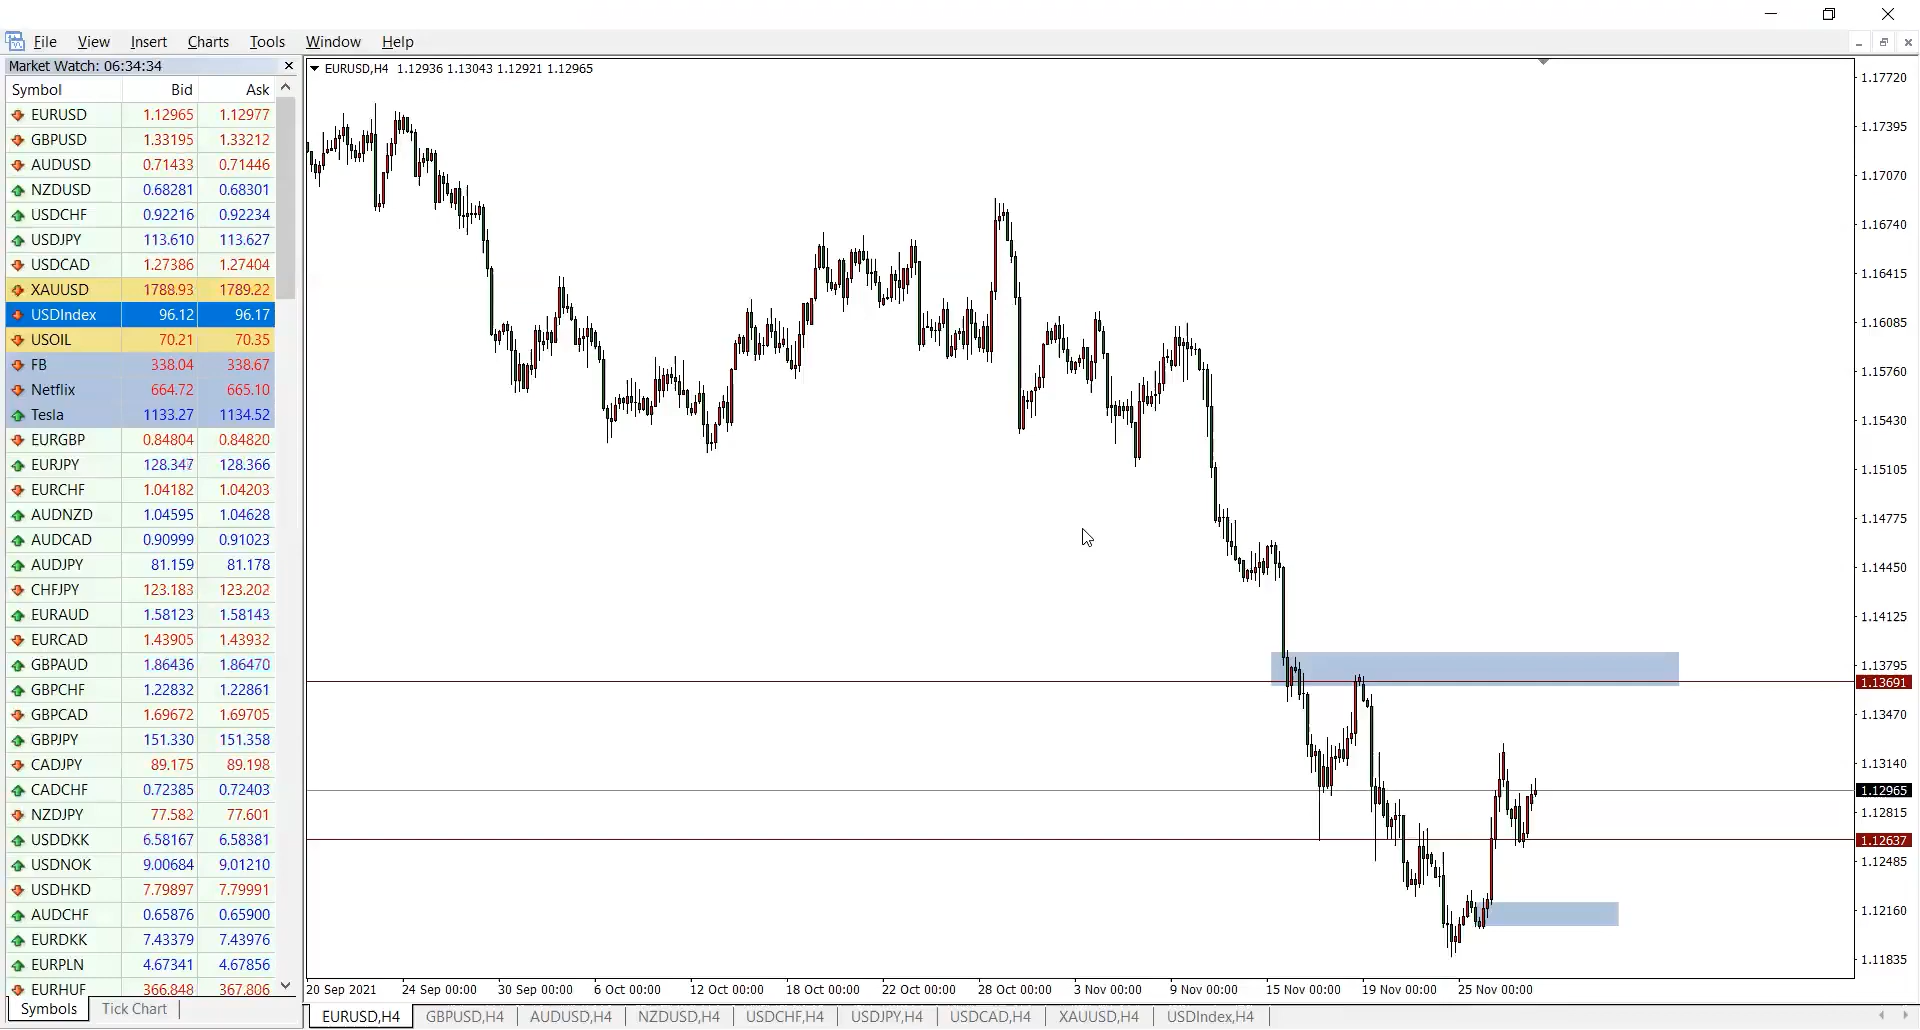 File View Insert Charts Tools Window Help
Market Watch: 06:34:34
Symbol Bid Ask
EURUSD 1.12965 1.12977
GBPUSD 1.33195 1.33212
AUDUSD 0.71433 0.71446
NZDUSD 0.68281 0.68301
USDCHF 0.92216 0.92234
USDJPY 113.610 113.627
USDCAD 1.27386 1.27404
XAUUSD 1788.93 1789.22
USDIndex 96.12 96.17
USOIL 70.21 70.35
FB 338.04 338.67
Netflix 664.72 665.10
Tesla 1133.27 1134.52
EURGBP 0.84804 0.84820
EURJPY 128.347 128.366
EURCHF 1.04182 1.04203
AUDNZD 1.04595 1.04628
AUDCAD 0.90999 0.91023
AUDJPY 81.159 81.178
CHFJPY 123.183 123.202
EURAUD 1.58123 1.58143
EURCAD 1.43905 1.43932
GBPAUD 1.86436 1.86470
GBPCHF 1.22832 1.22861
GBPCAD 1.69672 1.69705
GBPJPY 151.330 151.358
CADJPY 89.175 89.198
CADCHF 0.72385 0.72403
NZDJPY 77.582 77.601
USDDKK 6.58167 6.58381
USDNOK 9.00684 9.01210
USDHKD 7.79897 7.79991
AUDCHF 0.65876 0.65900
EURDKK 7.43379 7.43976
EURPLN 4.67341 4.67856
EURHUF 366.848 367.806
Symbols Tick Chart
EURUSD,H4 1.12936 1.13043 1.12921 1.12965
1.17720
1.17395
1.17070
1.16740
1.16415
1.16085
1.15760
1.15430
1.15105
1.14775
1.14450
1.14125
1.13795
1.13691
1.13470
1.13140
1.12965
1.12815
1.12637
1.12485
1.12160
1.11835
20 Sep 2021 24 Sep 00:00 30 Sep 00:00 6 Oct 00:00 12 Oct 00:00 18 Oct 00:00 22 Oct 00:00 28 Oct 00:00 3 Nov 00:00 9 Nov 00:00 15 Nov 00:00 19 Nov 00:00 25 Nov 00:00
EURUSD,H4 GBPUSD,H4 AUDUSD,H4 NZDUSD,H4 USDCHF,H4 USDJPY,H4 USDCAD,H4 XAUUSD,H4 USDIndex,H4